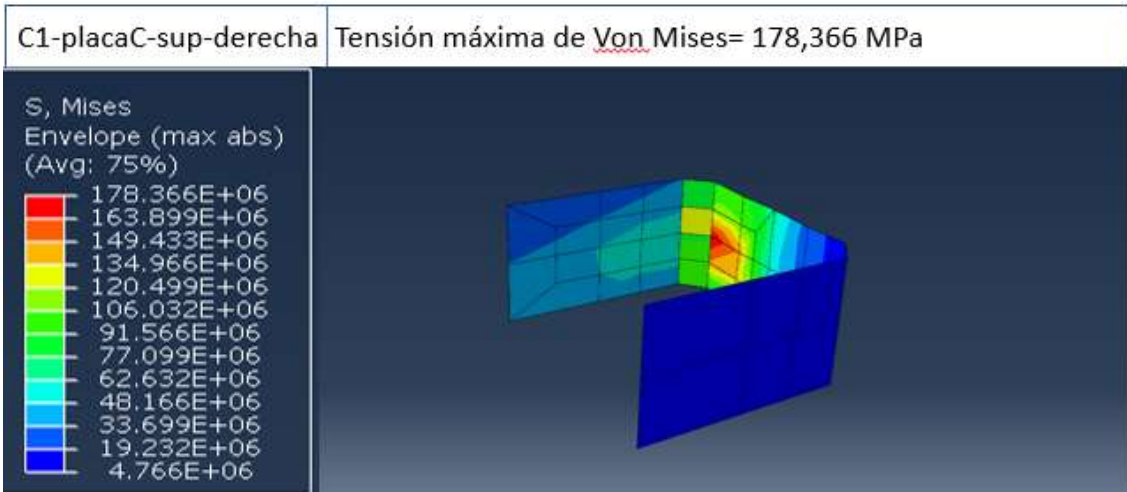 C1-placaC-sup-derecha Tensión máxima de Von Mises= 178,366 MPa
S, Mises
Envelope (max abs)
(Avg: 75%)
178.366E+06
163.899E+06
149.433E+06
134.966E+06
120.499E+06
106.032E+06
91.566E+06
77.099E+06
62.632E+06
48.166E+06
33.699E+06
19.232E+06
4.766E+06